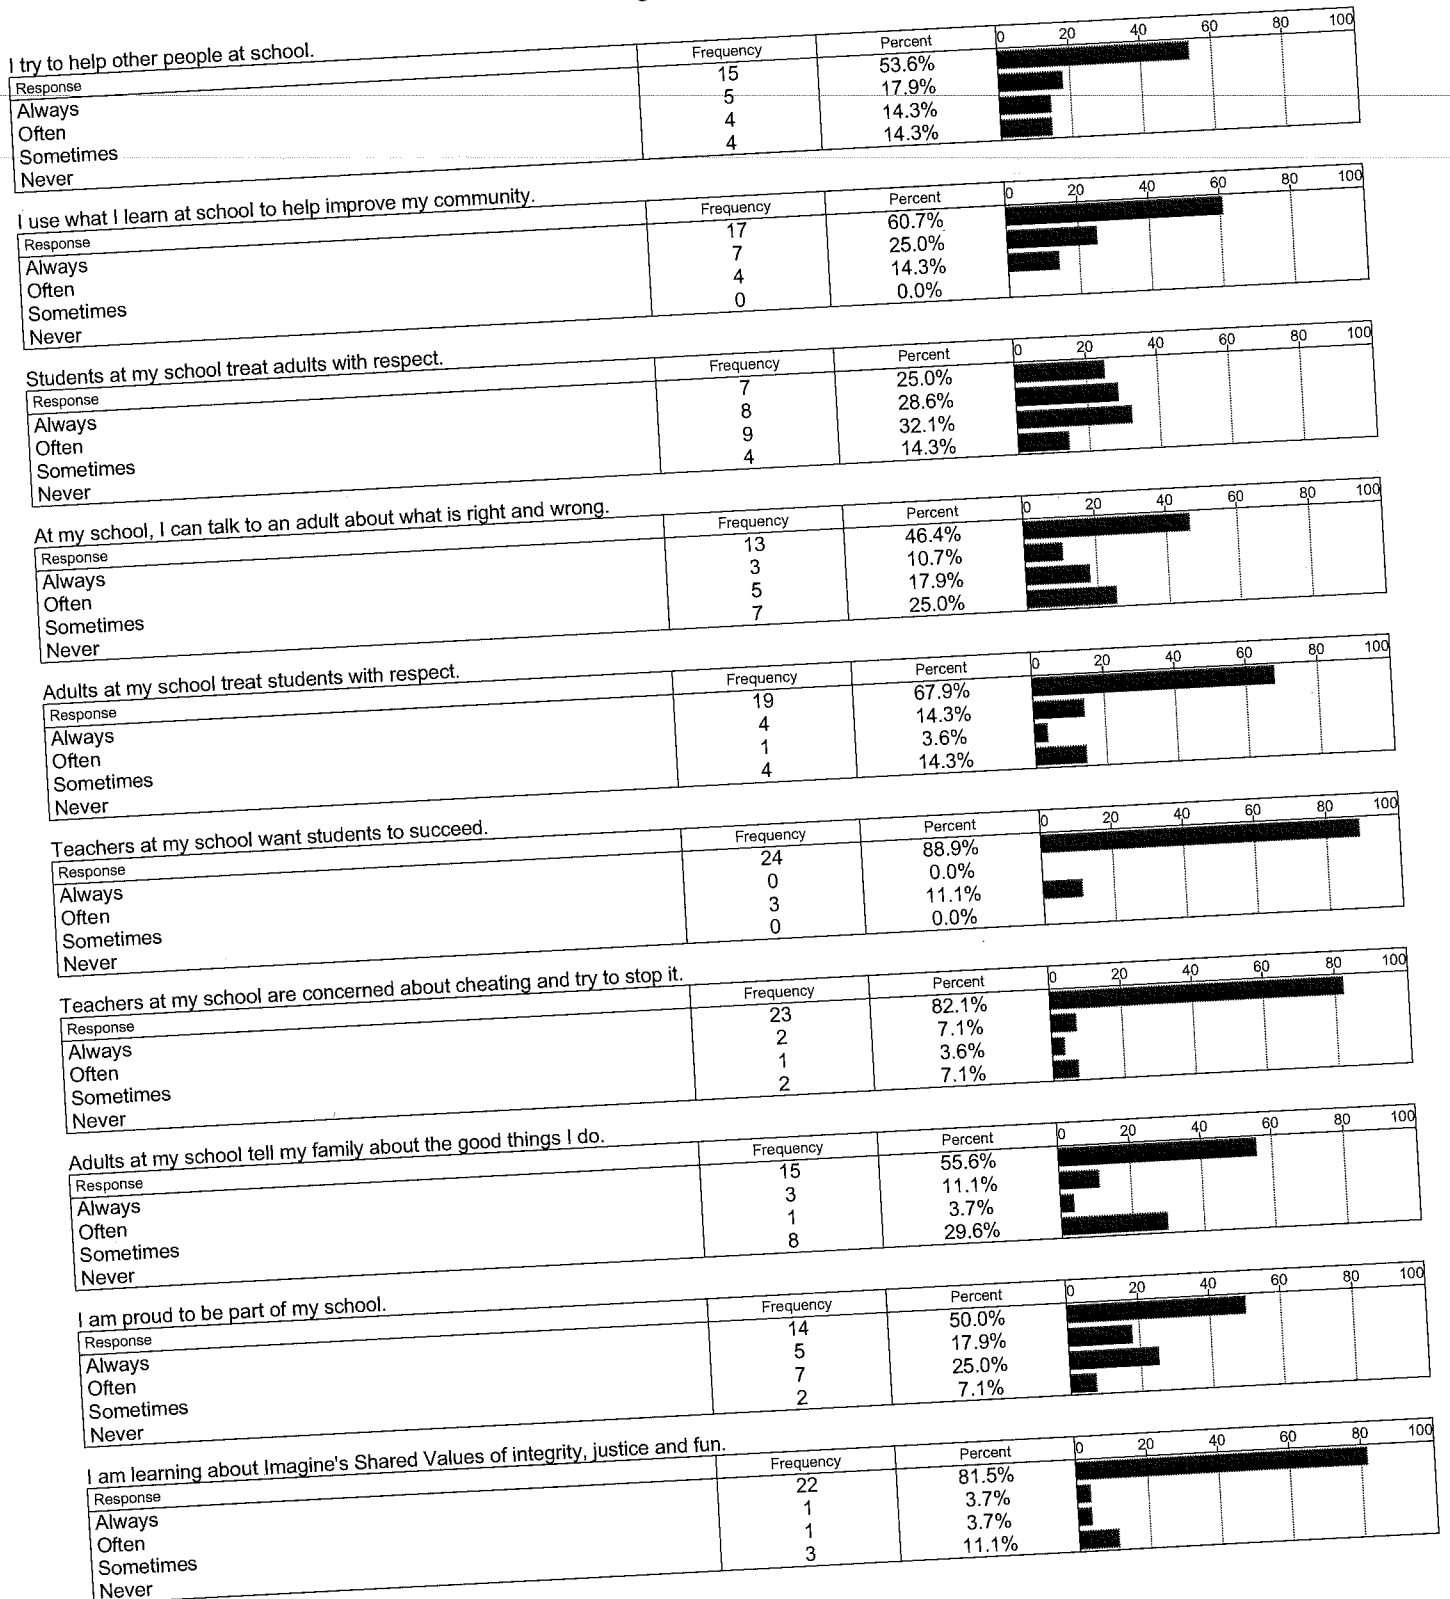 I try to help other people at school.
Response Frequency Percent 0 20 40 60 80 100
Always 15 53.6%
Often 5 17.9%
Sometimes 4 14.3%
Never 4 14.3%
I use what I learn at school to help improve my community.
Response Frequency Percent 0 20 40 60 80 100
Always 17 60.7%
Often 7 25.0%
Sometimes 4 14.3%
Never 0 0.0%
Students at my school treat adults with respect.
Response Frequency Percent 0 20 40 60 80 100
Always 7 25.0%
Often 8 28.6%
Sometimes 9 32.1%
Never 4 14.3%
At my school, I can talk to an adult about what is right and wrong.
Response Frequency Percent 0 20 40 60 80 100
Always 13 46.4%
Often 3 10.7%
Sometimes 5 17.9%
Never 7 25.0%
Adults at my school treat students with respect.
Response Frequency Percent 0 20 40 60 80 100
Always 19 67.9%
Often 4 14.3%
Sometimes 1 3.6%
Never 4 14.3%
Teachers at my school want students to succeed.
Response Frequency Percent 0 20 40 60 80 100
Always 24 88.9%
Often 0 0.0%
Sometimes 3 11.1%
Never 0 0.0%
Teachers at my school are concerned about cheating and try to stop it.
Response Frequency Percent 0 20 40 60 80 100
Always 23 82.1%
Often 2 7.1%
Sometimes 1 3.6%
Never 2 7.1%
Adults at my school tell my family about the good things I do.
Response Frequency Percent 0 20 40 60 80 100
Always 15 55.6%
Often 3 11.1%
Sometimes 1 3.7%
Never 8 29.6%
I am proud to be part of my school.
Response Frequency Percent 0 20 40 60 80 100
Always 14 50.0%
Often 5 17.9%
Sometimes 7 25.0%
Never 2 7.1%
I am learning about Imagine's Shared Values of integrity, justice and fun.
Response Frequency Percent 0 20 40 60 80 100
Always 22 81.5%
Often 1 3.7%
Sometimes 1 3.7%
Never 3 11.1%